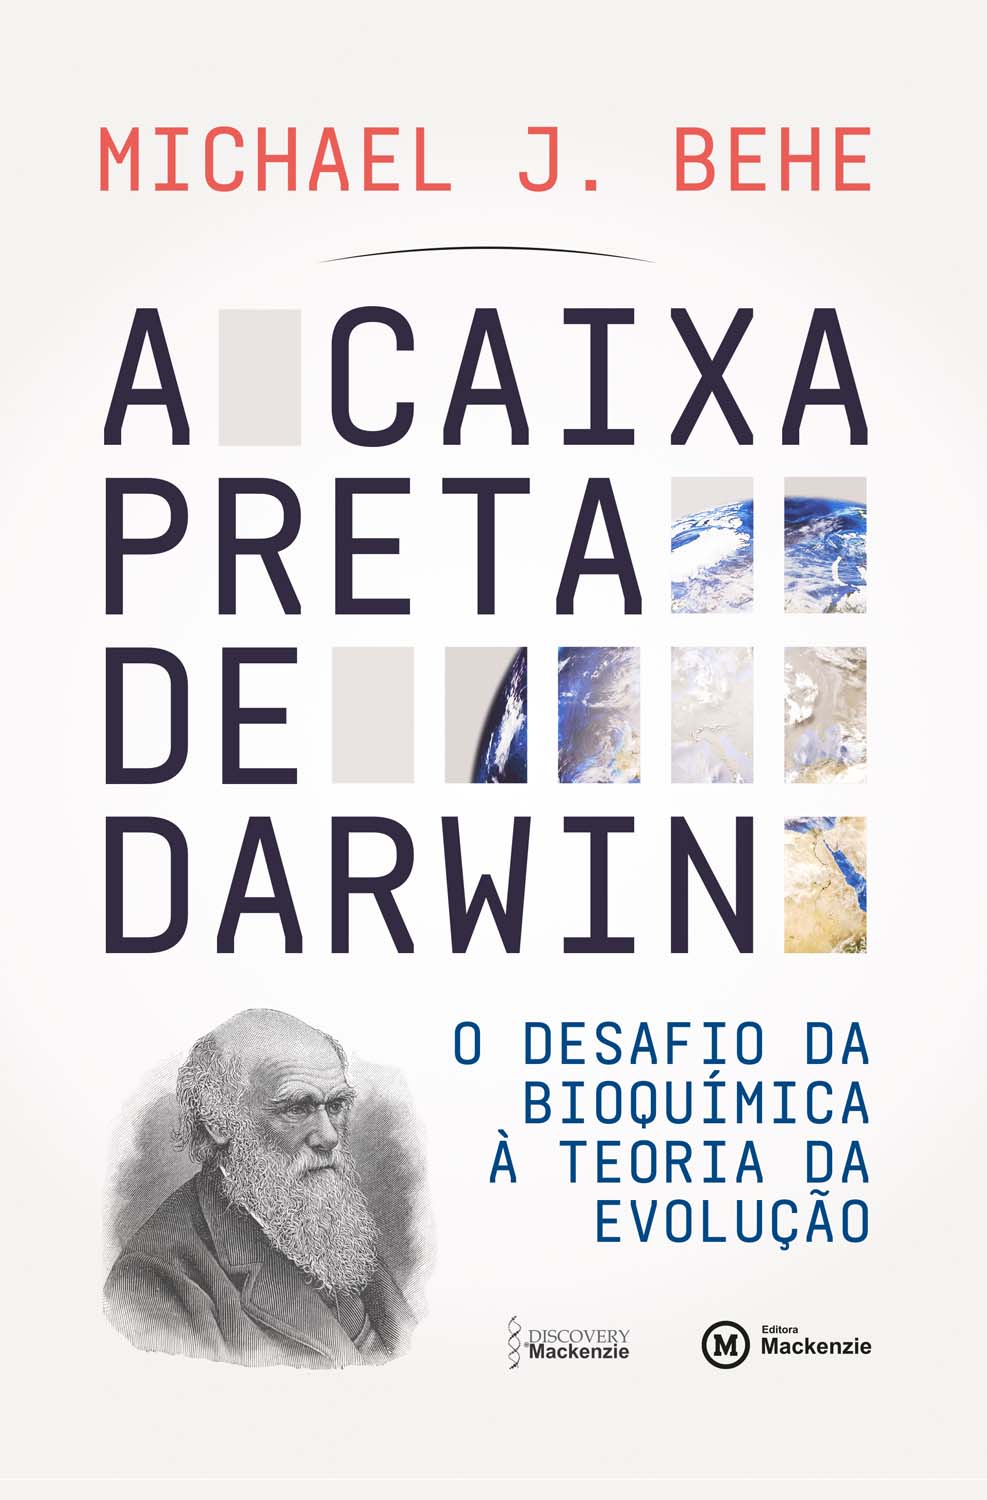 MICHAEL J. BEHE
A CAIXA
PRETA
DE
DARWIN
O DESAFIO DA
BIOQUÍMICA
À TEORIA DA
EVOLUÇÃO
DISCOVERY
Mackenzie
M
Editora
Mackenzie